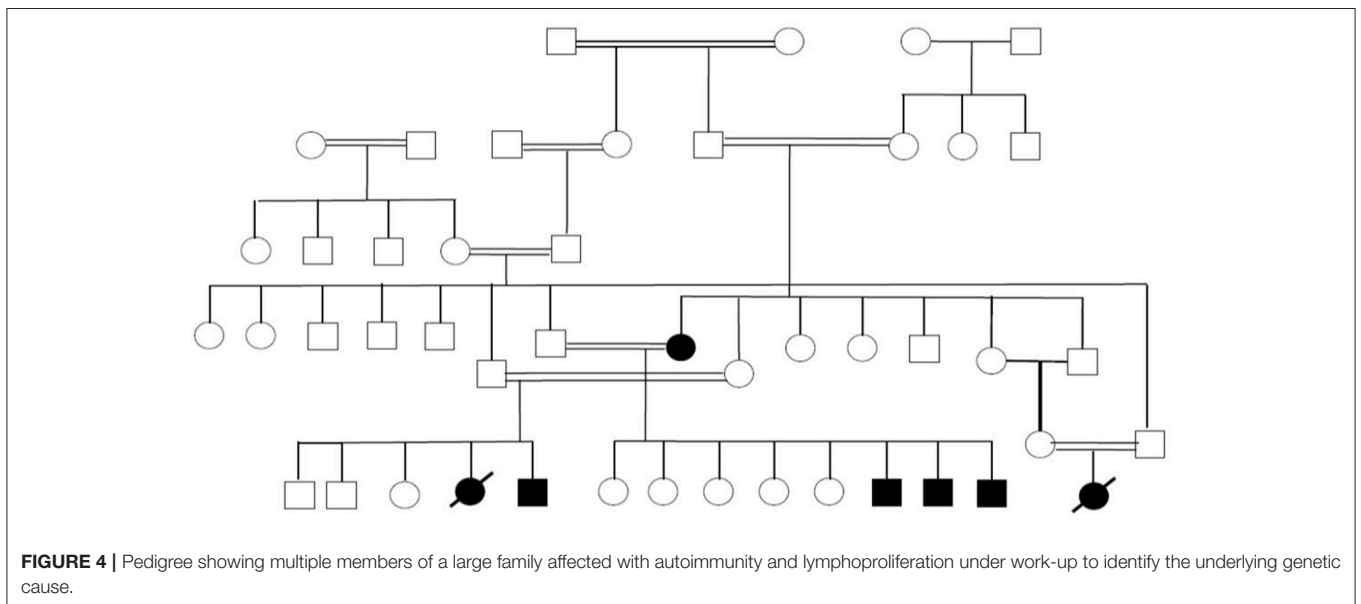 FIGURE 4 | Pedigree showing multiple members of a large family affected with autoimmunity and lymphoproliferation under work-up to identify the underlying genetic
cause.